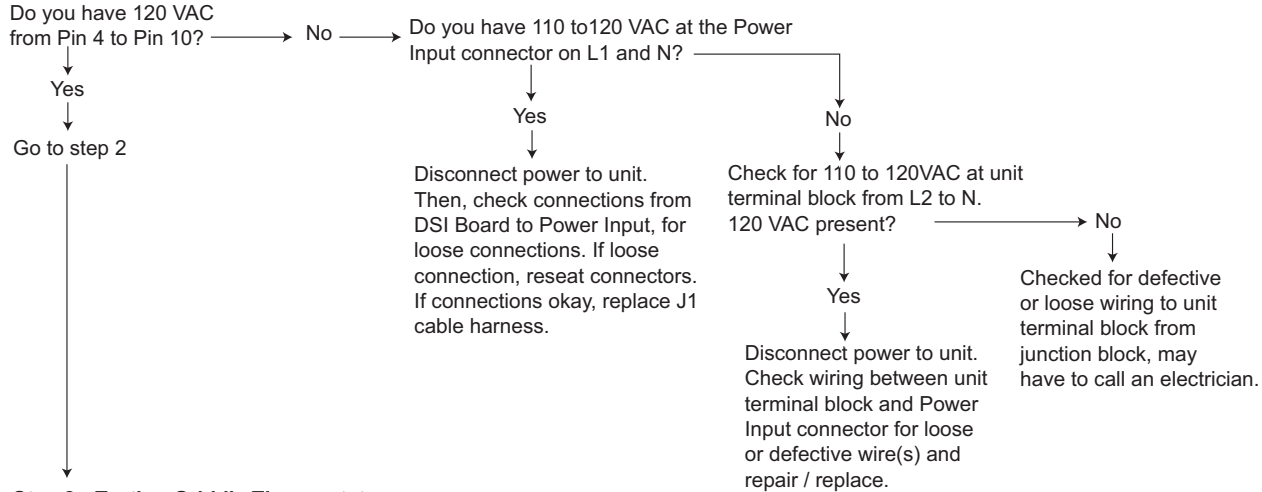 Do you have 120 VAC
from Pin 4 to Pin 10?
No
Do you have 110 to120 VAC at the Power
Input connector on L1 and N?
Yes
Go to step 2
Yes
Disconnect power to unit.
Then, check connections from
DSI Board to Power Input, for
loose connections. If loose
connection, reseat connectors.
If connections okay, replace J1
cable harness.
No
Check for 110 to 120VAC at unit
terminal block from L2 to N.
120 VAC present?
Yes
Disconnect power to unit.
Check wiring between unit
terminal block and Power
Input connector for loose
or defective wire(s) and
repair / replace.
No
Checked for defective
or loose wiring to unit
terminal block from
junction block, may
have to call an electrician.